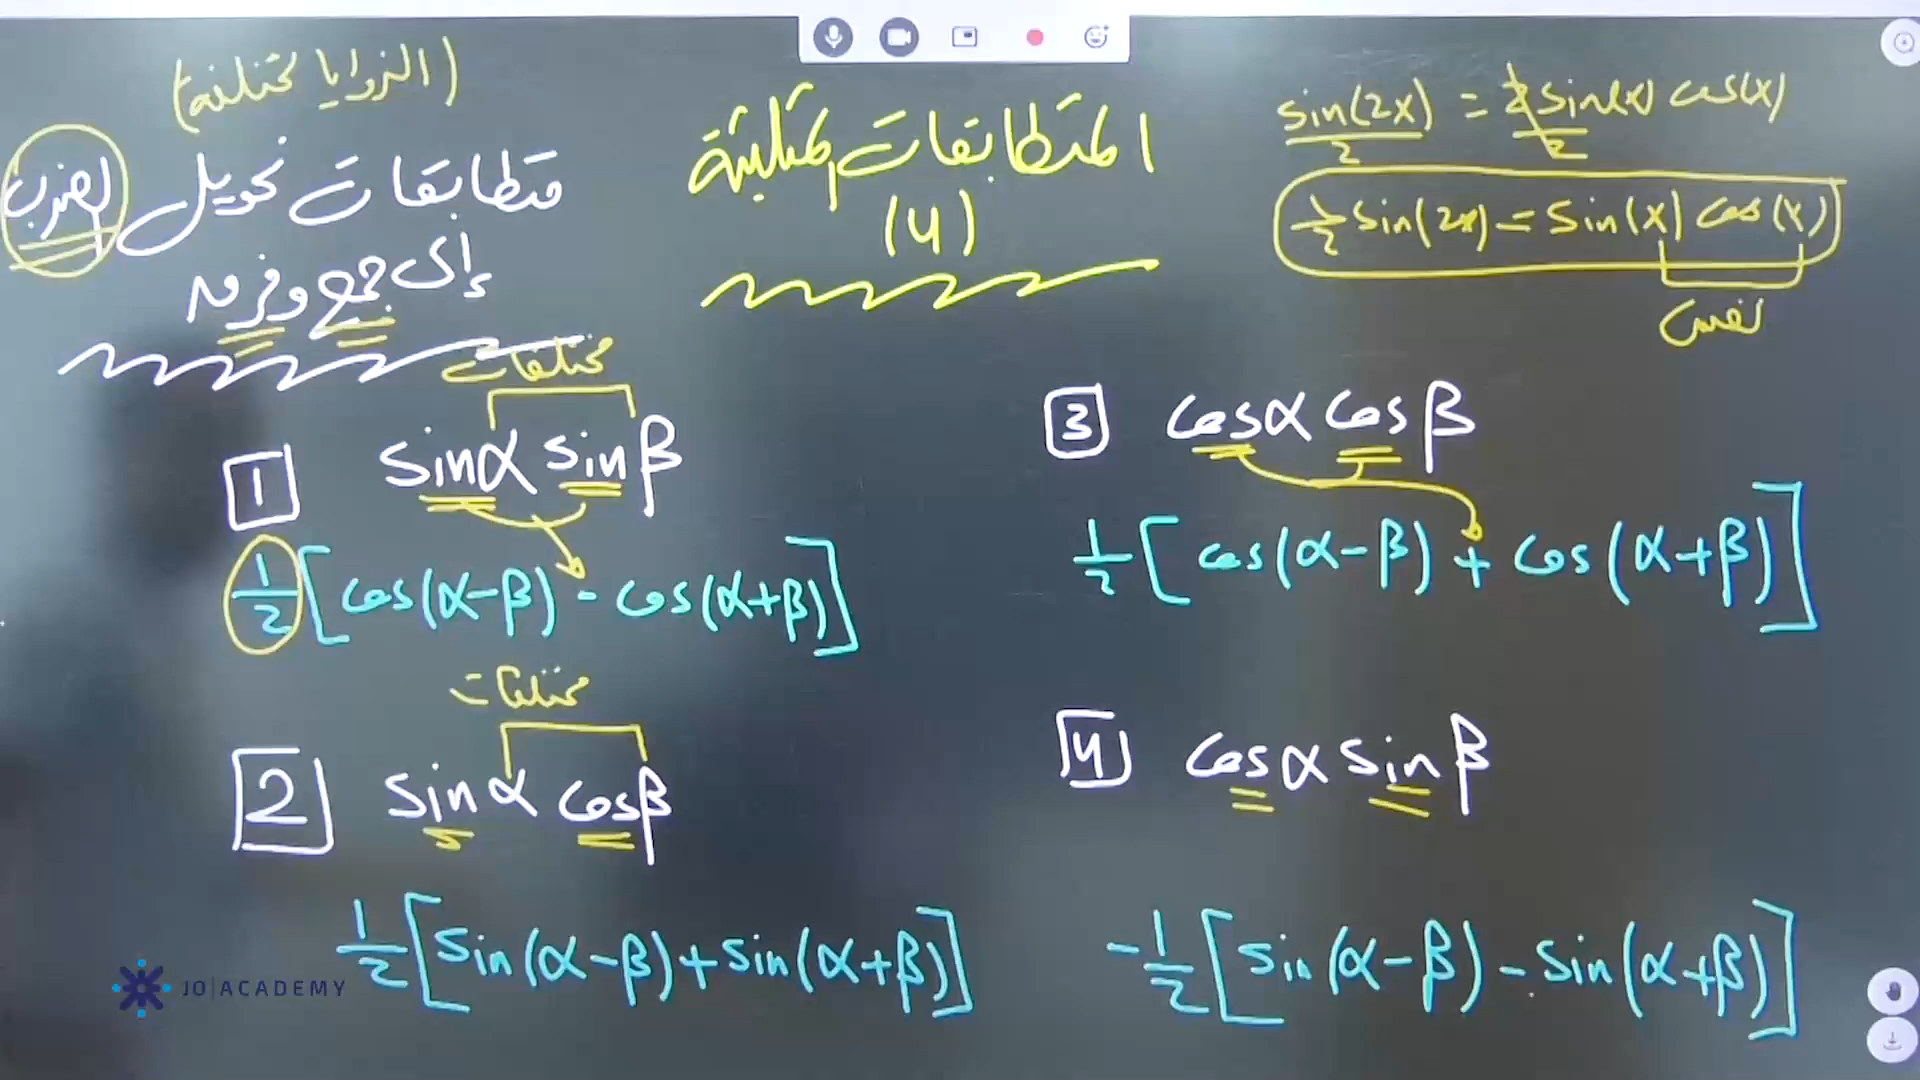 (الزوايا مختلفة)
متطابقات تحويل الضرب
إلى جمع وفرق
المتطابقات المثلثية
(4)
sin(2x)/2 = 2sin(x) cos(x)/2
1/2 sin(2x) = sin(x) cos(x)
نفس
مختلفات
1 sinα sinβ
1/2 [cos(α-β) - cos(α+β)]
مختلفات
2 sinα cosβ
1/2 [sin(α-β) + sin(α+β)]
3 cosα cosβ
1/2 [cos(α-β) + cos(α+β)]
4 cosα sinβ
-1/2 [sin(α-β) - sin(α+β)]
JO|ACADEMY